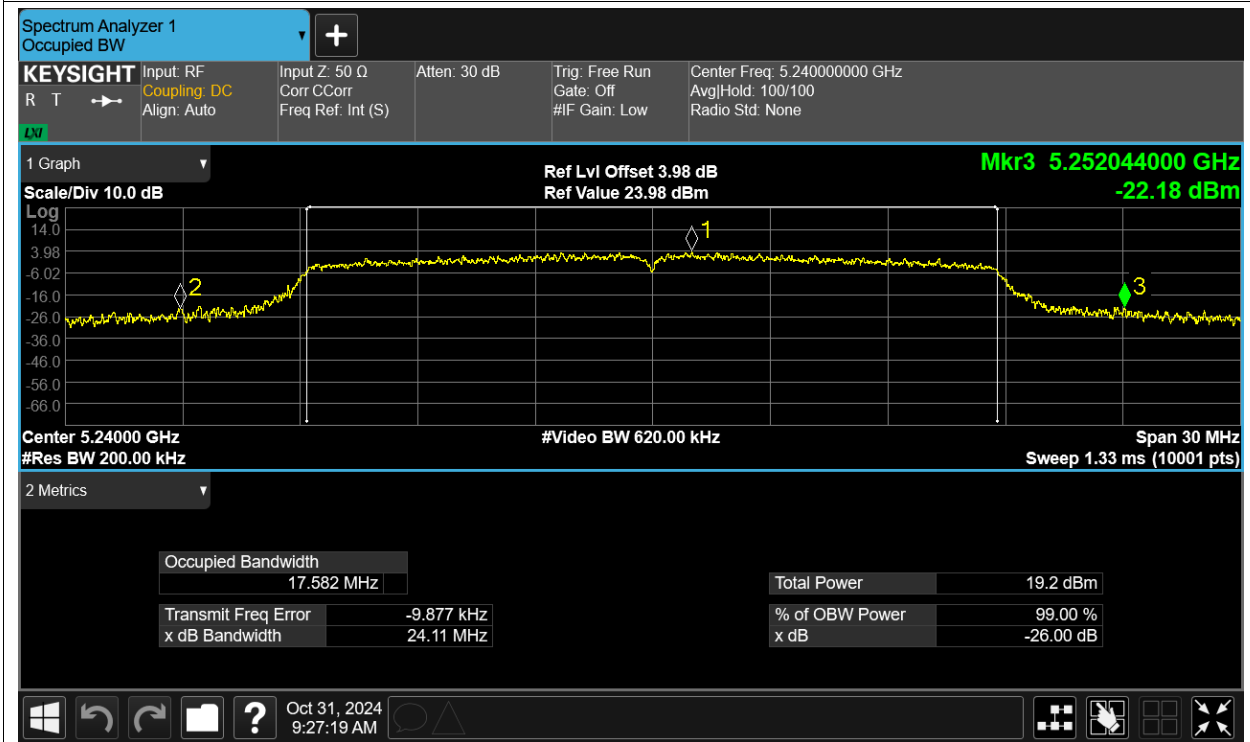 Spectrum Analyzer 1
Occupied BW
▼
+
KEYSIGHT
R T
LXI
Input: RF
Coupling: DC
Align: Auto
Input Z: 50 Ω
Corr CCorr
Freq Ref: Int (S)
Atten: 30 dB
Trig: Free Run
Gate: Off
#IF Gain: Low
Center Freq: 5.240000000 GHz
Avg|Hold: 100/100
Radio Std: None
1 Graph ▼
Scale/Div 10.0 dB
Ref Lvl Offset 3.98 dB
Ref Value 23.98 dBm
Mkr3 5.252044000 GHz
-22.18 dBm
Log
14.0
3.98
-6.02
-16.0
-26.0
-36.0
-46.0
-56.0
-66.0
1
2
3
Center 5.24000 GHz
#Res BW 200.00 kHz
#Video BW 620.00 kHz
Span 30 MHz
Sweep 1.33 ms (10001 pts)
2 Metrics ▼
Occupied Bandwidth
17.582 MHz
Transmit Freq Error -9.877 kHz
x dB Bandwidth 24.11 MHz
Total Power 19.2 dBm
% of OBW Power 99.00 %
x dB -26.00 dB
?
Oct 31, 2024
9:27:19 AM